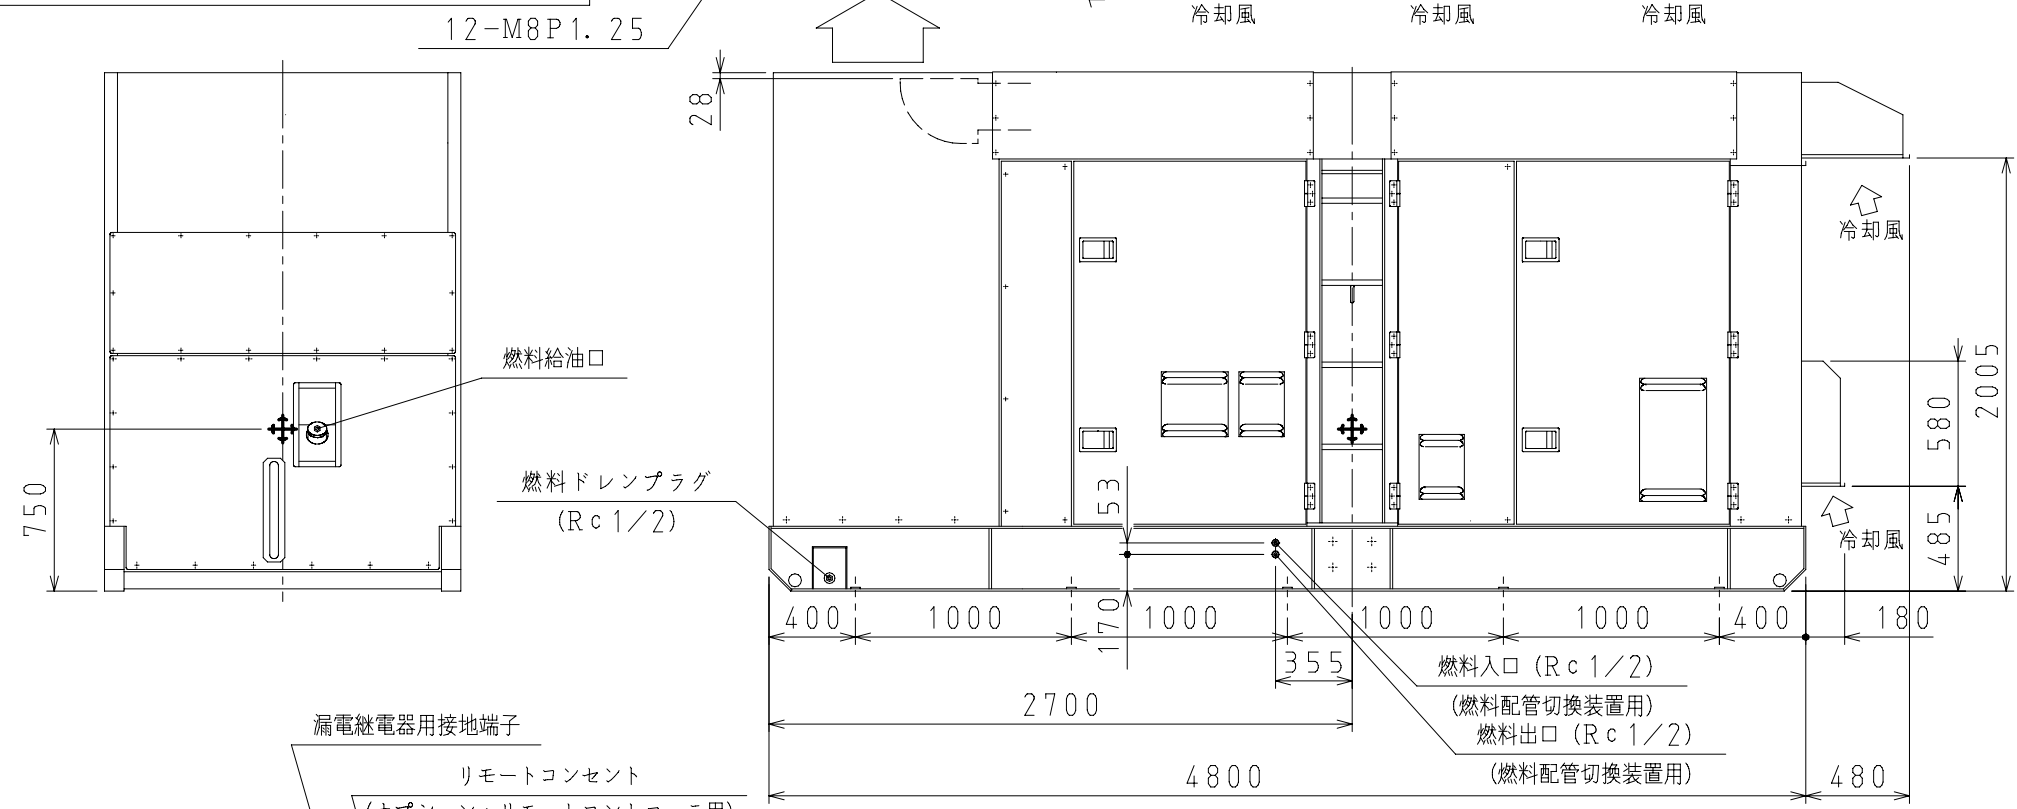 12-M8P1.25
冷却風
冷却風
冷却風
28
冷却風
燃料給油口
2005
580
750
燃料ドレンプラグ
(Rc1/2)
53
冷却風
485
400
1000
170
1000
1000
1000
400
180
355
燃料入口(Rc1/2)
(燃料配管切換装置用)
2700
燃料出口(Rc1/2)
(燃料配管切換装置用)
漏電継電器用接地端子
リモートコンセント
4800
480